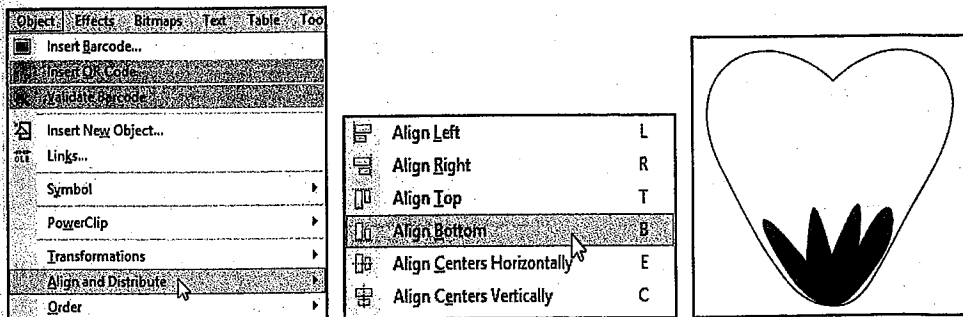 Object Effects Bitmaps Text Table Too
Insert Barcode...
Insert QR Code
Validate Barcode
Insert New Object...
Links...
Symbol
PowerClip
Transformations
Align and Distribute
Order
Align Left L
Align Right R
Align Top T
Align Bottom B
Align Centers Horizontally E
Align Centers Vertically C